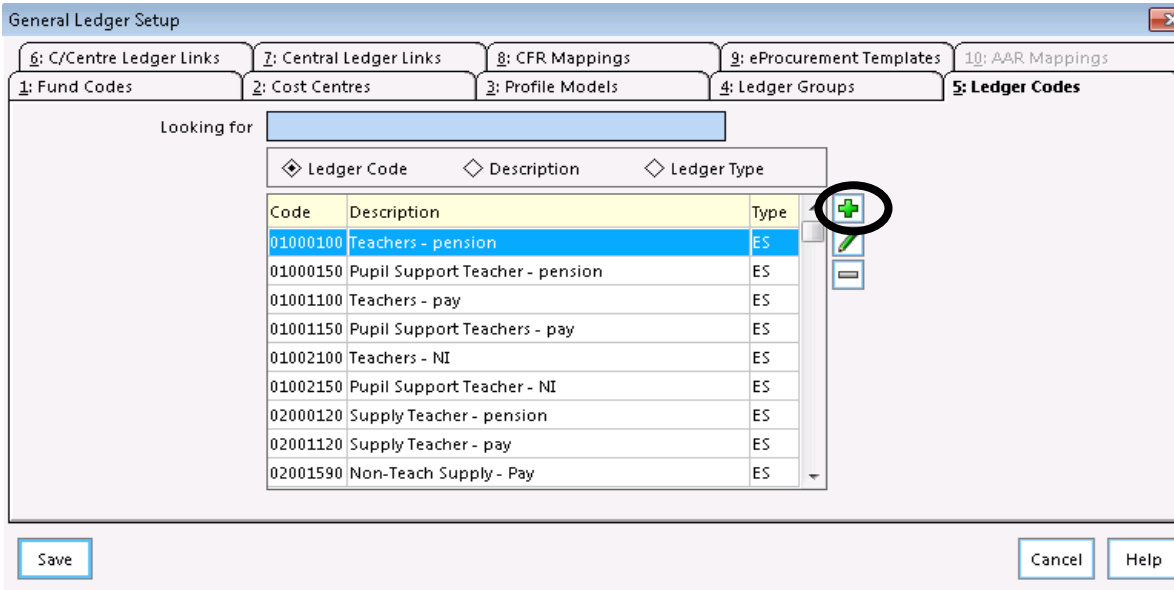 General Ledger Setup
6: C/Centre Ledger Links 7: Central Ledger Links 8: CFR Mappings 9: eProcurement Templates 10: AAR Mappings
1: Fund Codes 2: Cost Centres 3: Profile Models 4: Ledger Groups 5: Ledger Codes
Looking for
Ledger Code Description Ledger Type
Code Description Type
01000100 Teachers - pension ES
01000150 Pupil Support Teacher - pension ES
01001100 Teachers - pay ES
01001150 Pupil Support Teachers - pay ES
01002100 Teachers - NI ES
01002150 Pupil Support Teacher - NI ES
02000120 Supply Teacher - pension ES
02001120 Supply Teacher - pay ES
02001590 Non-Teach Supply - Pay ES
Save Cancel Help